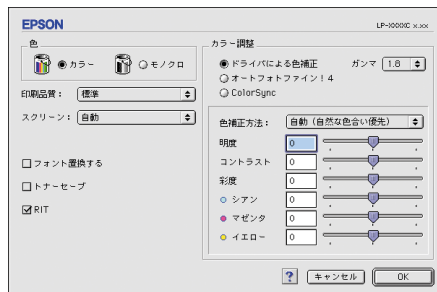 EPSON
LP-XXXXC x.xx
色
カラー
モノクロ
印刷品質：
標準
スクリーン：
自動
フォント置換する
トナーセーブ
RIT
カラー調整
ドライバによる色補正
ガンマ
1.8
オートフォトファイン！4
ColorSync
色補正方法：
自動（自然な色合い優先）
明度
0
コントラスト
0
彩度
0
シアン
0
マゼンタ
0
イエロー
0
?
キャンセル
OK